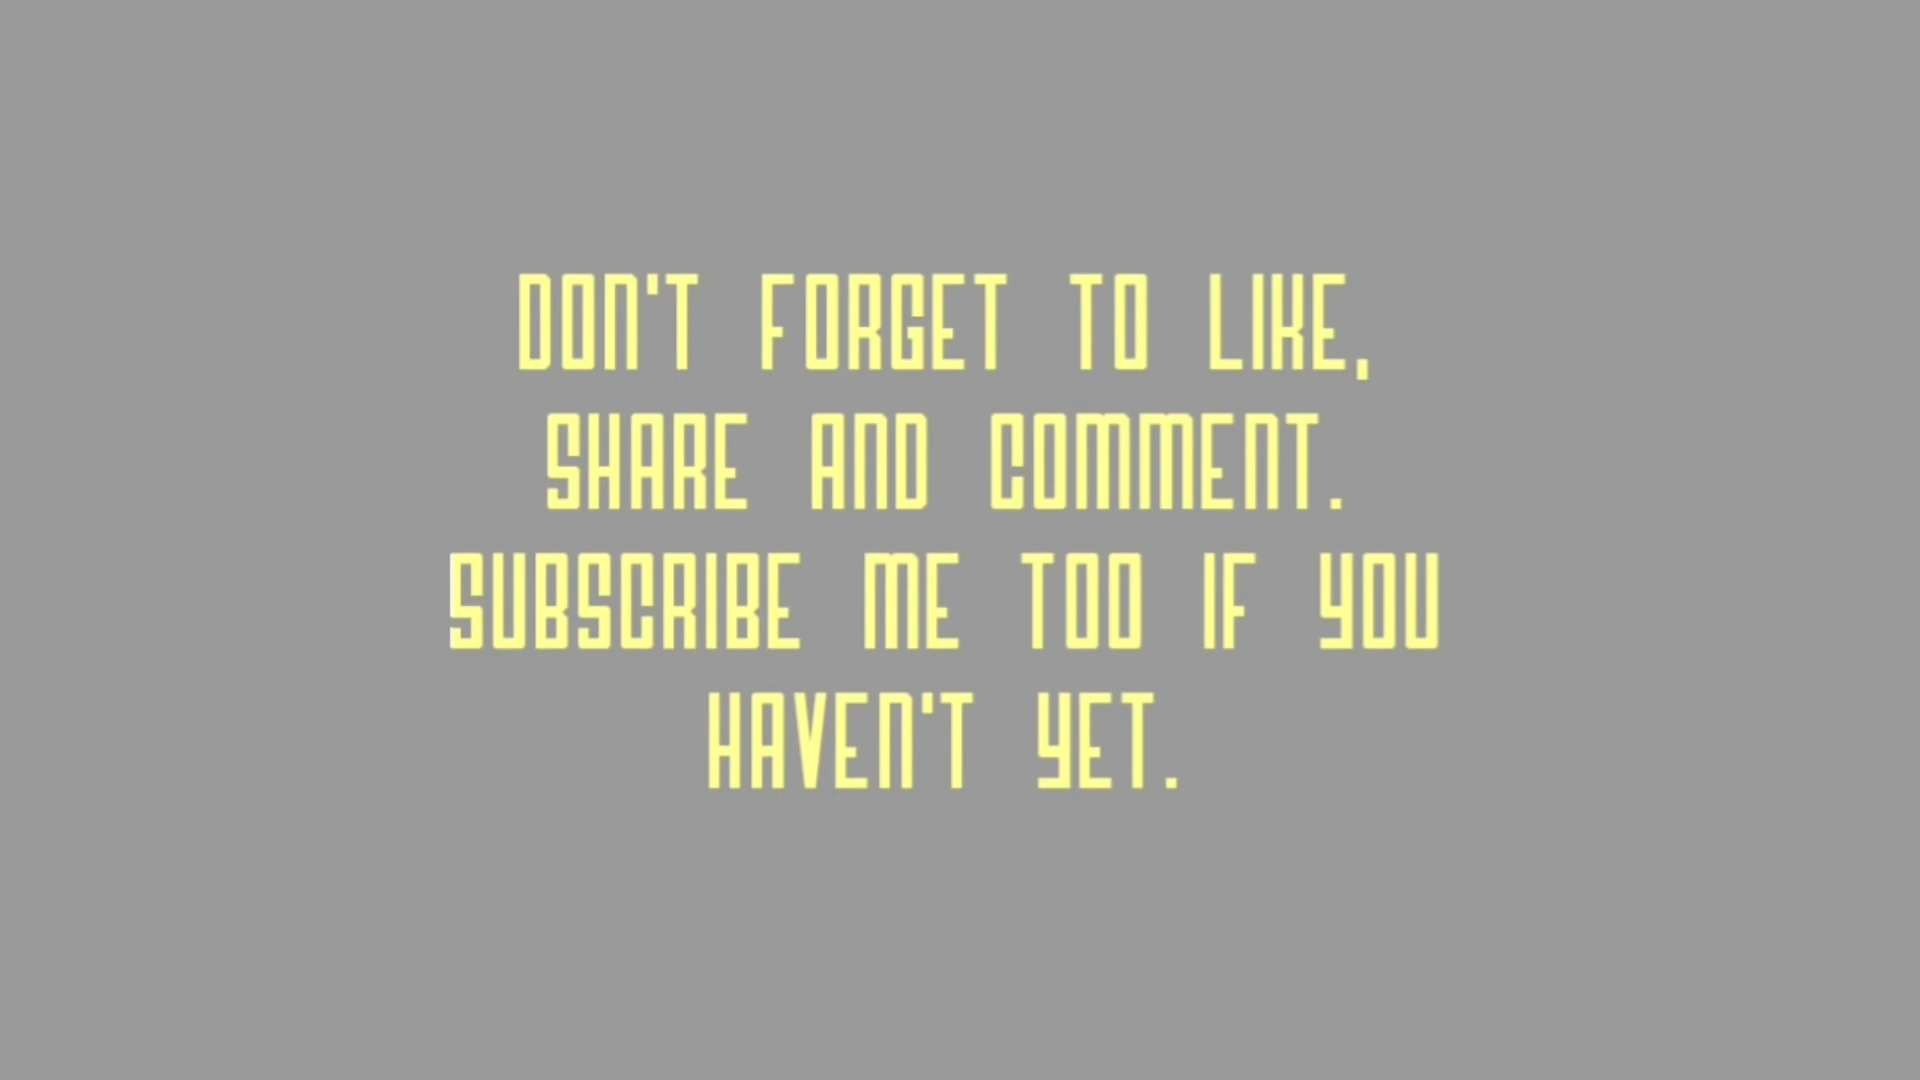 DON'T FORGET TO LIKE,
SHARE AND COMMENT.
SUBSCRIBE ME TOO IF YOU
HAVEN'T YET.